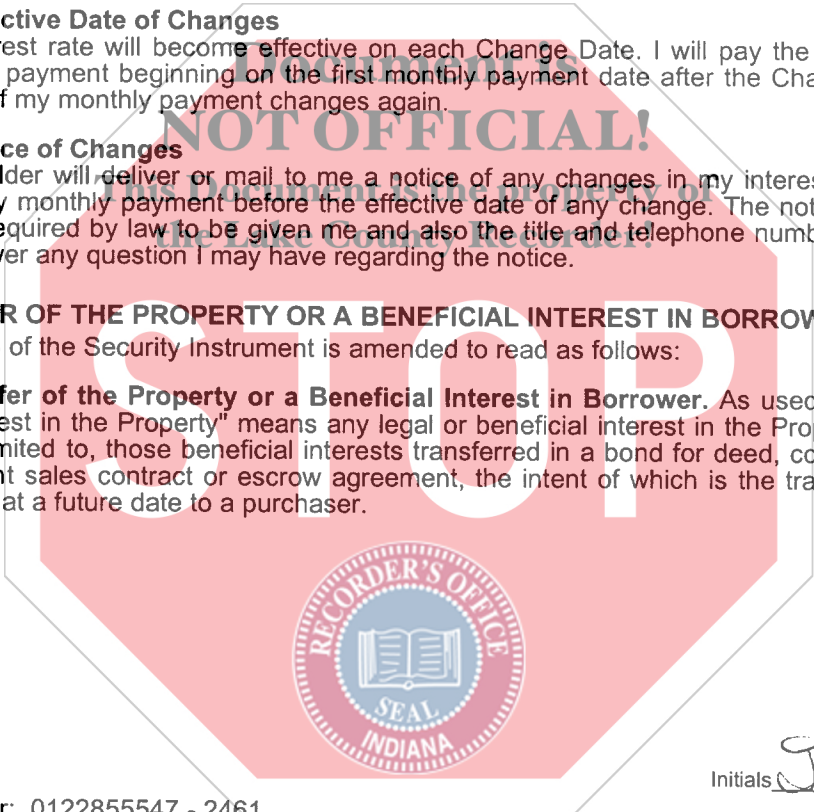 ctive Date of Changes
rest rate will become effective on each Change Date. I will pay the
payment beginning on the first monthly payment date after the Cha
f my monthly payment changes again.
ce of Changes
lder will deliver or mail to me a notice of any changes in my interes
y monthly payment before the effective date of any change. The not
equired by law to be given me and also the title and telephone numb
er any question I may have regarding the notice.
R OF THE PROPERTY OR A BENEFICIAL INTEREST IN BORROW
of the Security Instrument is amended to read as follows:
fer of the Property or a Beneficial Interest in Borrower. As used
est in the Property" means any legal or beneficial interest in the Prop
mited to, those beneficial interests transferred in a bond for deed, co
nt sales contract or escrow agreement, the intent of which is the tra
at a future date to a purchaser.
Document is
NOT OFFICIAL!
This Document is the property of
the Lake County Recorder!
STOP
RECORDER'S OFFICE
SEAL
INDIANA
Initials
r: 0122855547 - 2461